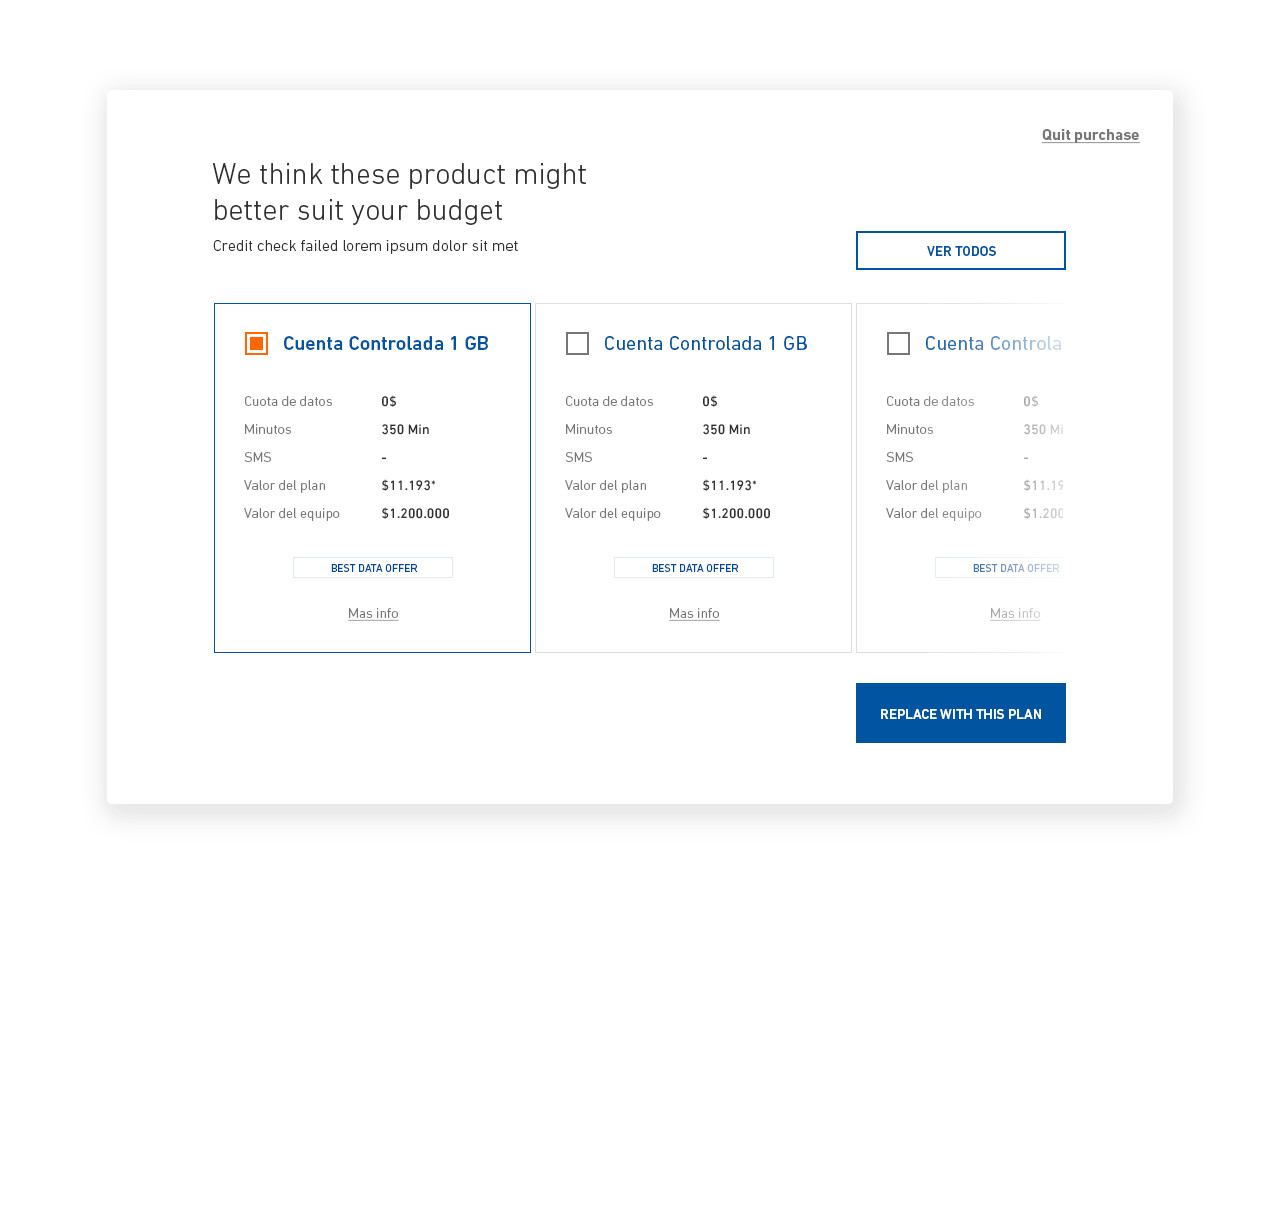 Quit purchase
We think these product might
better suit your budget
Credit check failed lorem ipsum dolor sit met
VER TODOS
Cuenta Controlada 1 GB
Cuota de datos 0$
Minutos 350 Min
SMS -
Valor del plan $11.193*
Valor del equipo $1.200.000
BEST DATA OFFER
Mas info
Cuenta Controlada 1 GB
Cuota de datos 0$
Minutos 350 Min
SMS -
Valor del plan $11.193*
Valor del equipo $1.200.000
BEST DATA OFFER
Mas info
Cuenta Controla
Cuota de datos 0$
Minutos 350 Mi
SMS -
Valor del plan $11.19
Valor del equipo $1.200
BEST DATA OFFER
Mas info
REPLACE WITH THIS PLAN